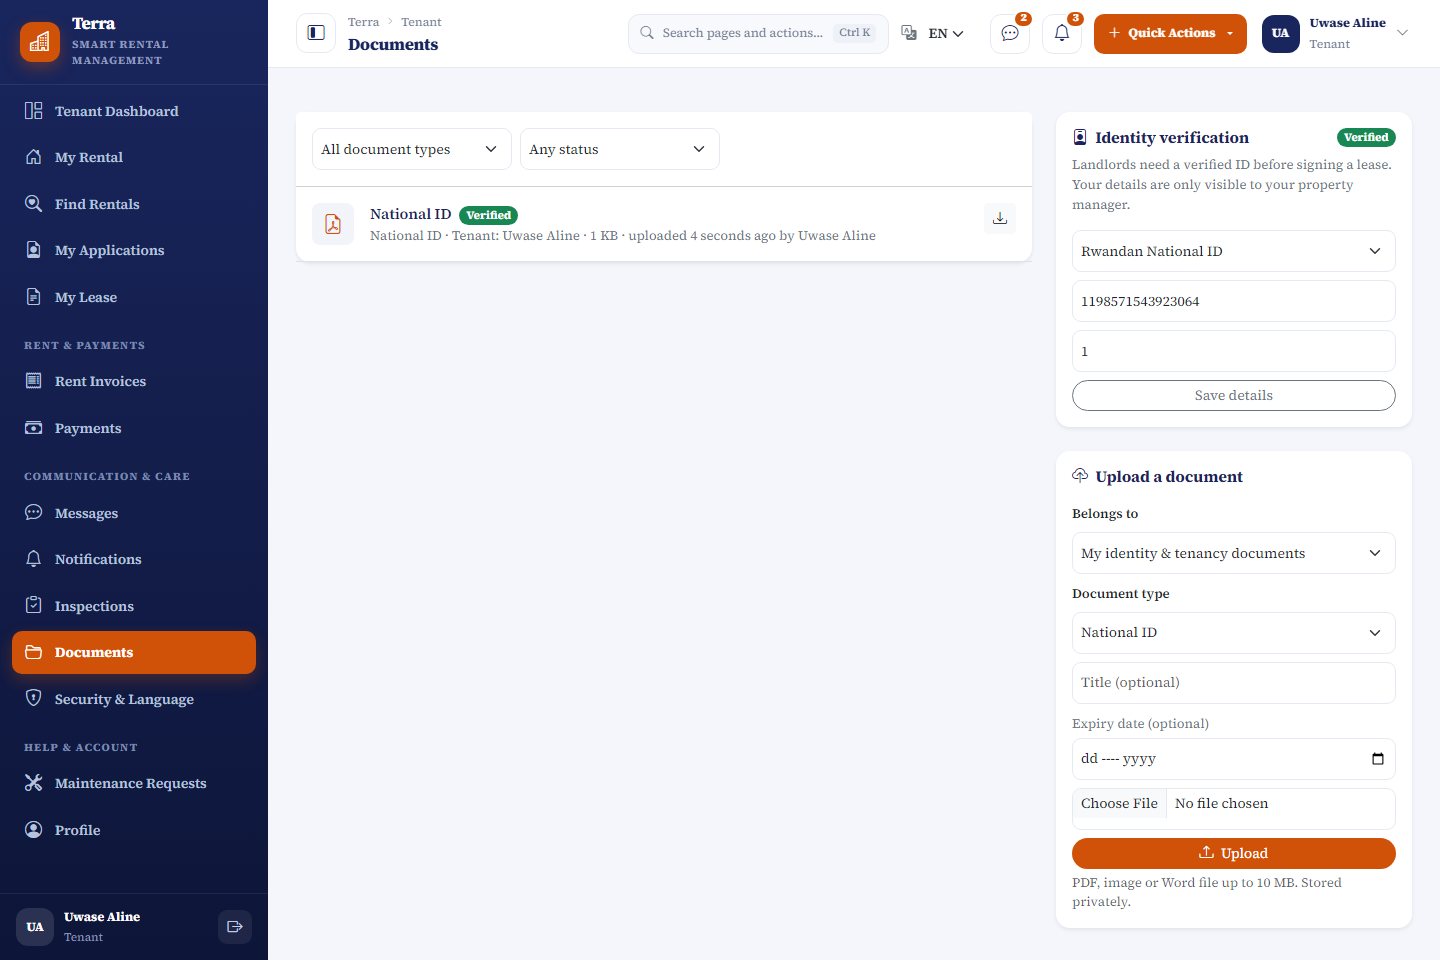 Terra
SMART RENTAL
MANAGEMENT
Tenant Dashboard
My Rental
Find Rentals
My Applications
My Lease
RENT & PAYMENTS
Rent Invoices
Payments
COMMUNICATION & CARE
Messages
Notifications
Inspections
Documents
Security & Language
HELP & ACCOUNT
Maintenance Requests
Profile
UA
Uwase Aline
Tenant
Terra > Tenant
Documents
Search pages and actions... Ctrl K
EN
2
3
+ Quick Actions
UA
Uwase Aline
Tenant
All document types
Any status
National ID Verified
National ID · Tenant: Uwase Aline · 1 KB · uploaded 4 seconds ago by Uwase Aline
Identity verification Verified
Landlords need a verified ID before signing a lease.
Your details are only visible to your property
manager.
Rwandan National ID
1198571543923064
1
Save details
Upload a document
Belongs to
My identity & tenancy documents
Document type
National ID
Title (optional)
Expiry date (optional)
dd ---- yyyy
Choose File No file chosen
Upload
PDF, image or Word file up to 10 MB. Stored
privately.